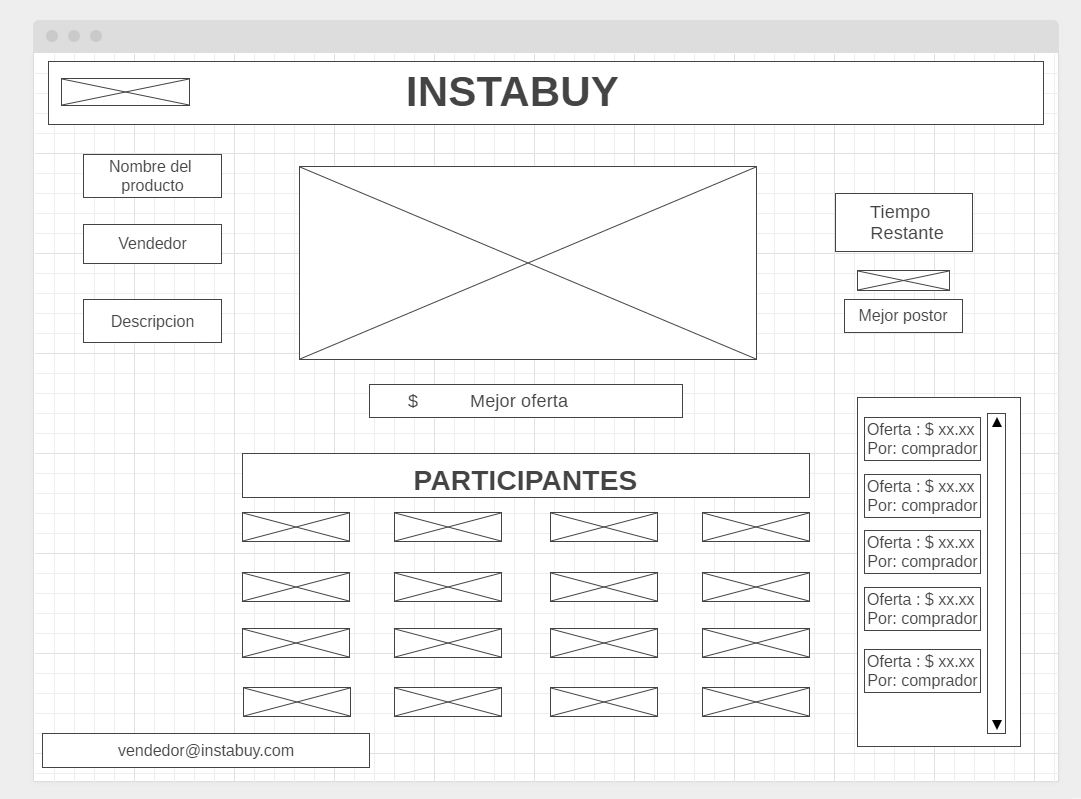 INSTABUY
Nombre del
producto
Vendedor
Descripcion
Tiempo
Restante
Mejor postor
$ Mejor oferta
PARTICIPANTES
Oferta : $ xx.xx
Por: comprador
Oferta : $ xx.xx
Por: comprador
Oferta : $ xx.xx
Por: comprador
Oferta : $ xx.xx
Por: comprador
Oferta : $ xx.xx
Por: comprador
vendedor@instabuy.com